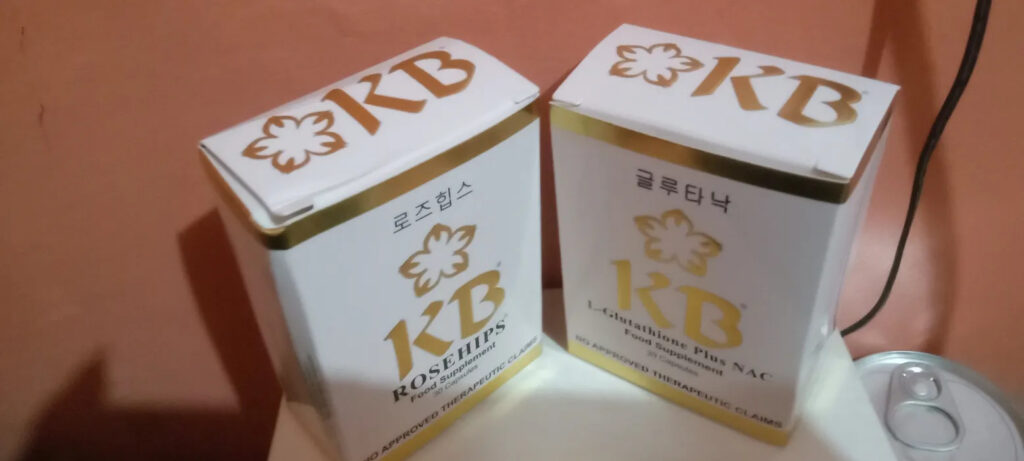 KB
로즈힙스
KB
ROSEHIPS®
Food Supplement
30 Capsules
NO APPROVED THERAPEUTIC CLAIMS
KB
글루타낙
KB®
L-Glutathione Plus NAC
Food Supplement
30 Capsules
NO APPROVED THERAPEUTIC CLAIMS